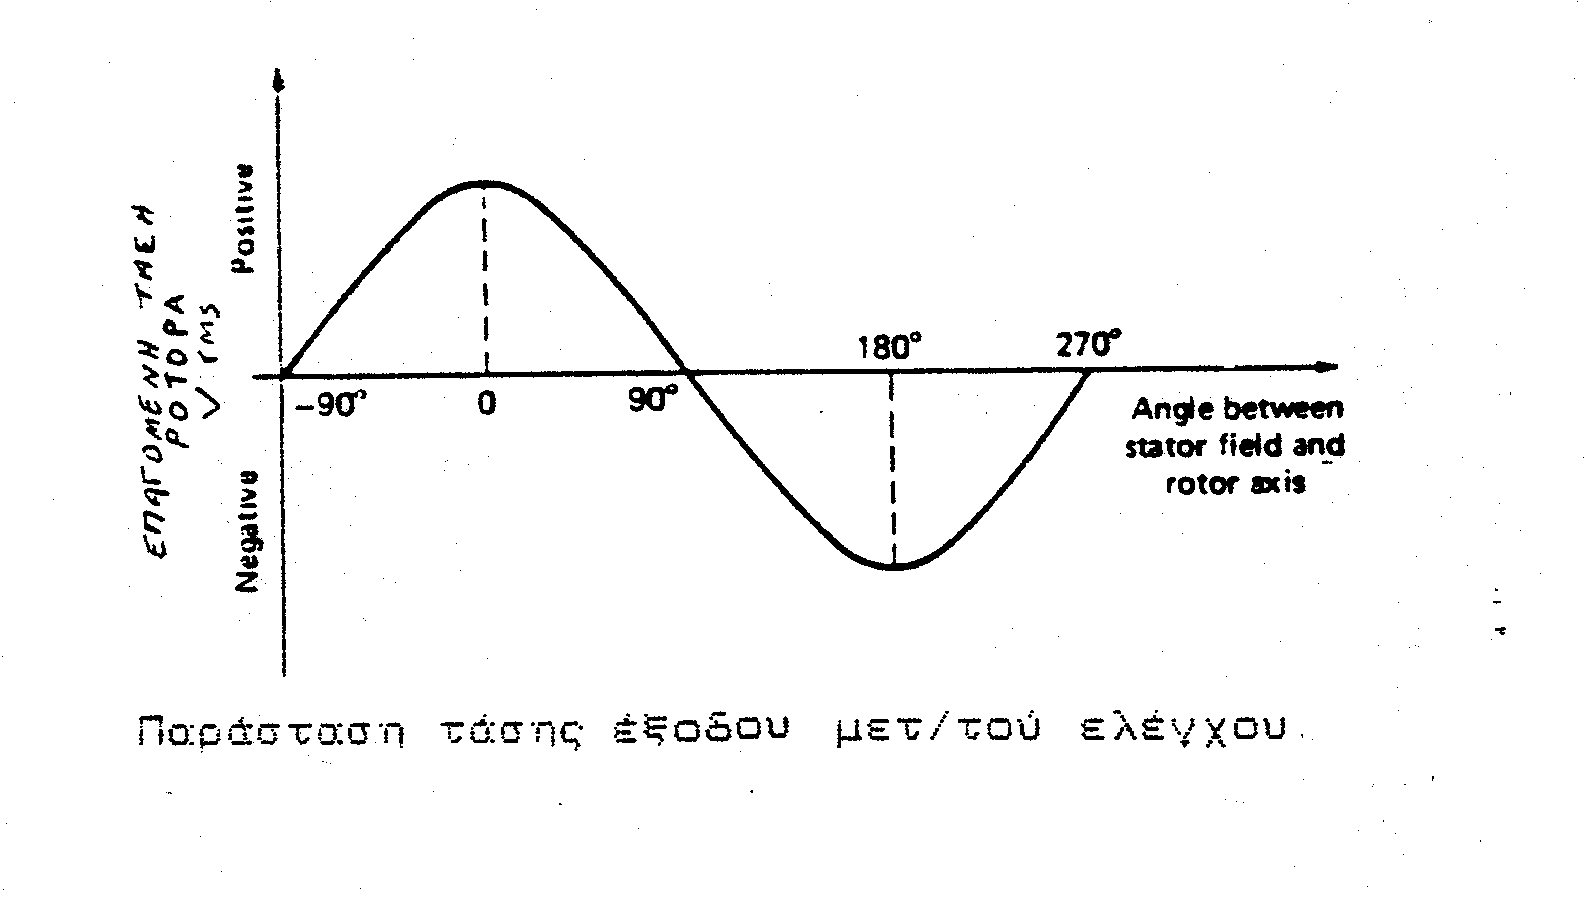 Positive
Negative
ΕΠΑΓΟΜΕΝΗ ΤΑΣΗ
ΡΟΤΟΡΑ
V rms
-90°
0
90°
180°
270°
Angle between
stator field and
rotor axis
Παράσταση τάσης έξοδου μετ/τού ελέγχου